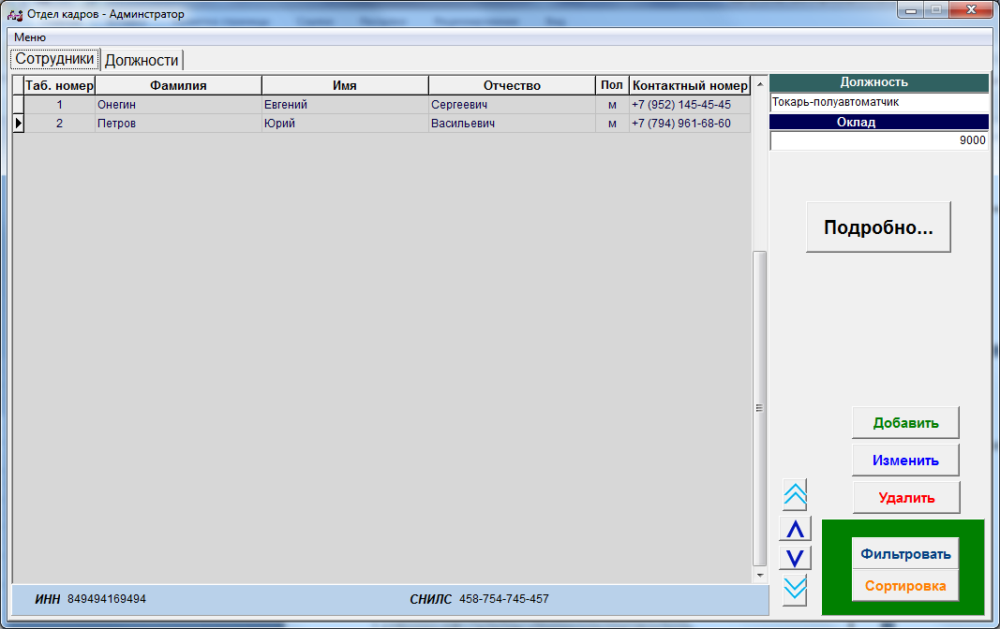 Отдел кадров - Админстратор
Меню
Сотрудники Должности
Таб. номер Фамилия Имя Отчество Пол Контактный номер
1 Онегин Евгений Сергеевич м +7 (952) 145-45-45
2 Петров Юрий Васильевич м +7 (794) 961-68-60
Должность
Токарь-полуавтоматчик
Оклад
9000
Подробно...
Добавить
Изменить
Удалить
Фильтровать
Сортировка
ИНН 849494169494 СНИЛС 458-754-745-457